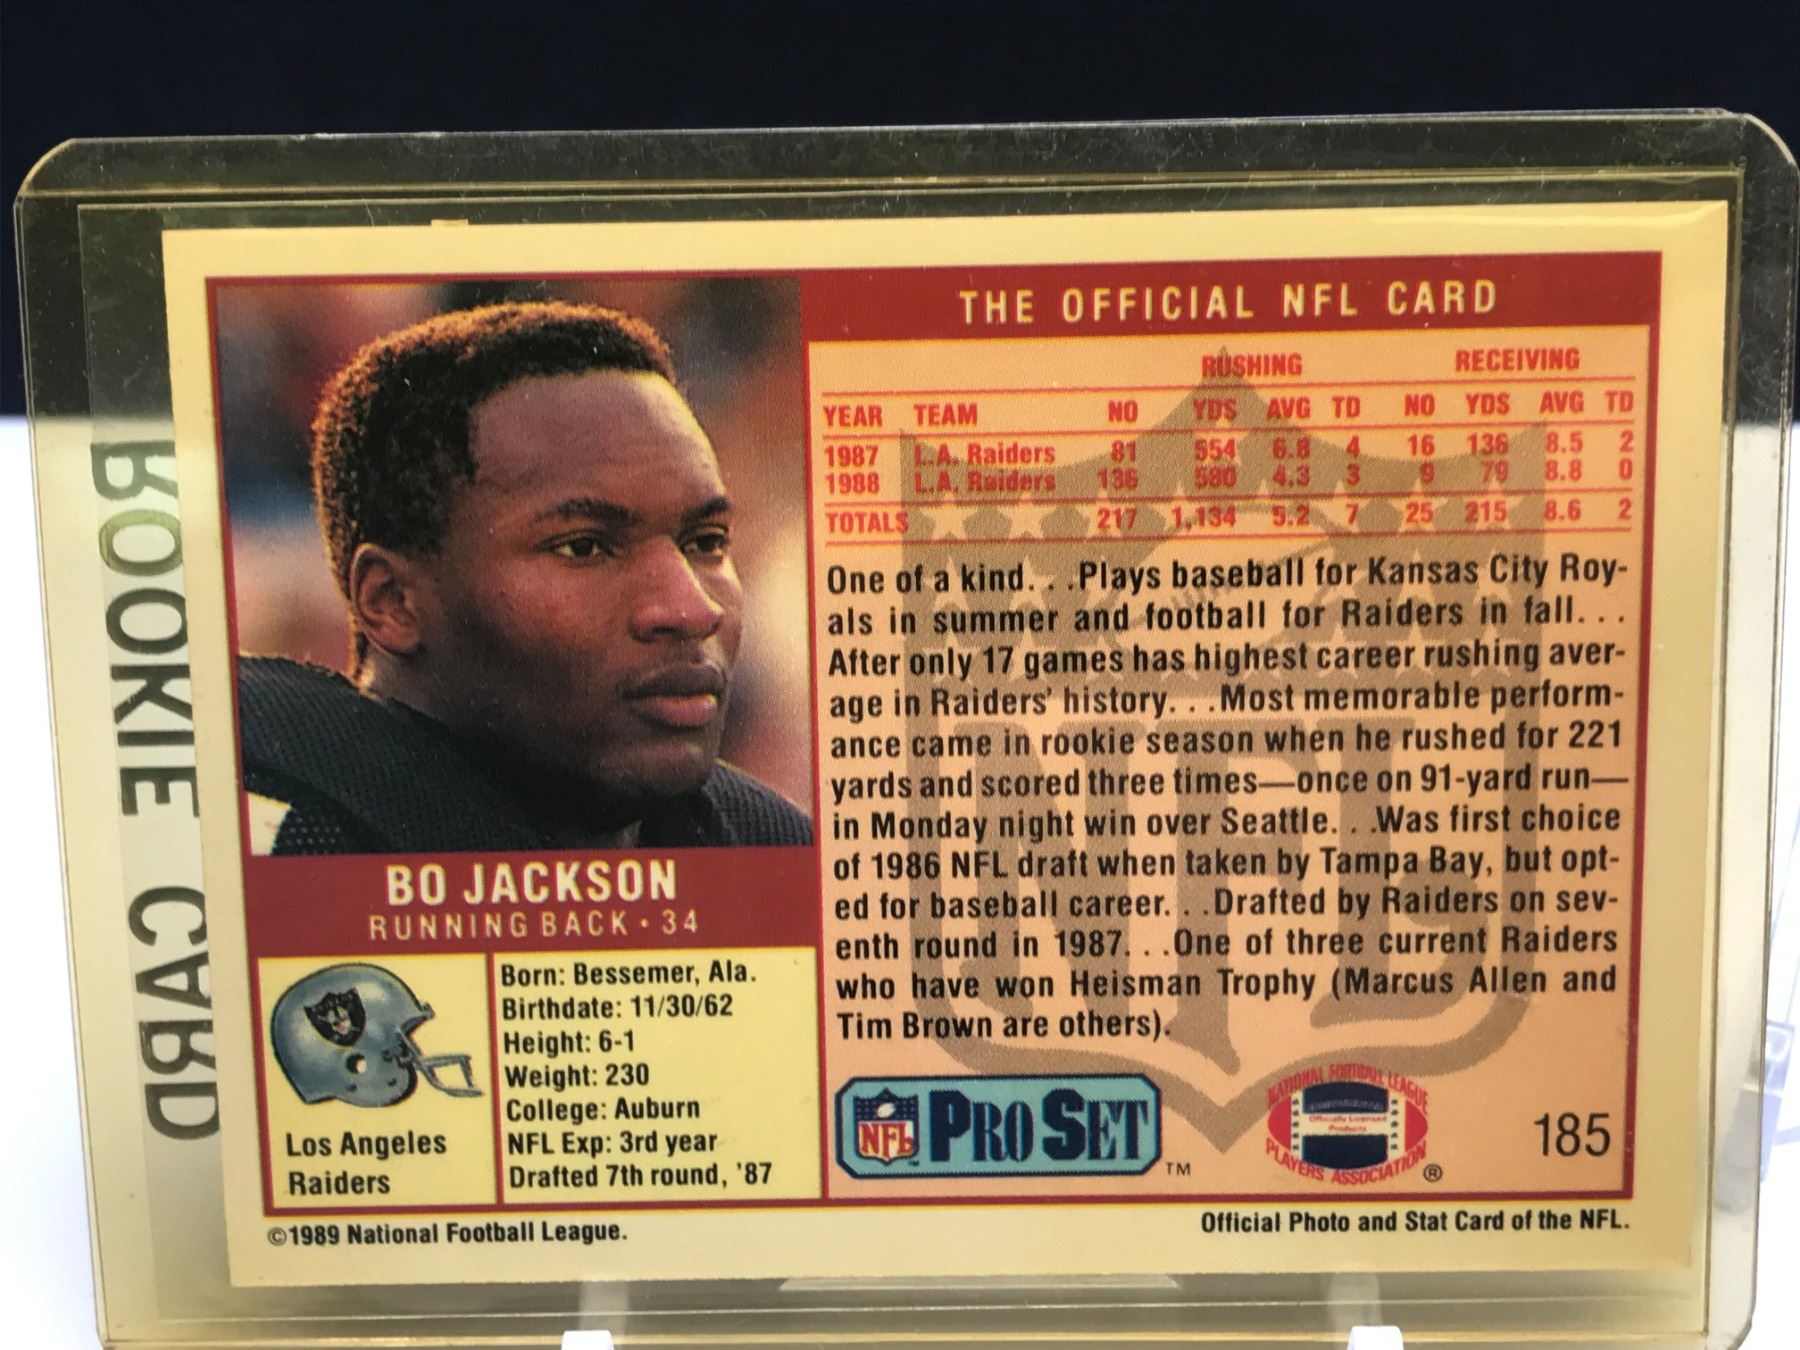 ROOKIE CARD
THE OFFICIAL NFL CARD
RUSHING RECEIVING
YEAR TEAM NO YDS AVG TD NO YDS AVG TD
1987 L.A. Raiders 81 554 6.8 4 16 136 8.5 2
1988 L.A. Raiders 136 580 4.3 3 9 79 8.8 0
TOTALS 217 1,134 5.2 7 25 215 8.6 2
One of a kind. . .Plays baseball for Kansas City Roy-
als in summer and football for Raiders in fall. . .
After only 17 games has highest career rushing aver-
age in Raiders' history. . .Most memorable perform-
ance came in rookie season when he rushed for 221
yards and scored three times—once on 91-yard run—
in Monday night win over Seattle. . .Was first choice
of 1986 NFL draft when taken by Tampa Bay, but opt-
ed for baseball career. . .Drafted by Raiders on sev-
enth round in 1987. . .One of three current Raiders
who have won Heisman Trophy (Marcus Allen and
Tim Brown are others).
BO JACKSON
RUNNING BACK • 34
Los Angeles
Raiders
Born: Bessemer, Ala.
Birthdate: 11/30/62
Height: 6-1
Weight: 230
College: Auburn
NFL Exp: 3rd year
Drafted 7th round, '87
NFL PRO SET TM
NATIONAL FOOTBALL LEAGUE
Officially Licensed
Products
PLAYERS ASSOCIATION ®
185
©1989 National Football League.
Official Photo and Stat Card of the NFL.
NFL